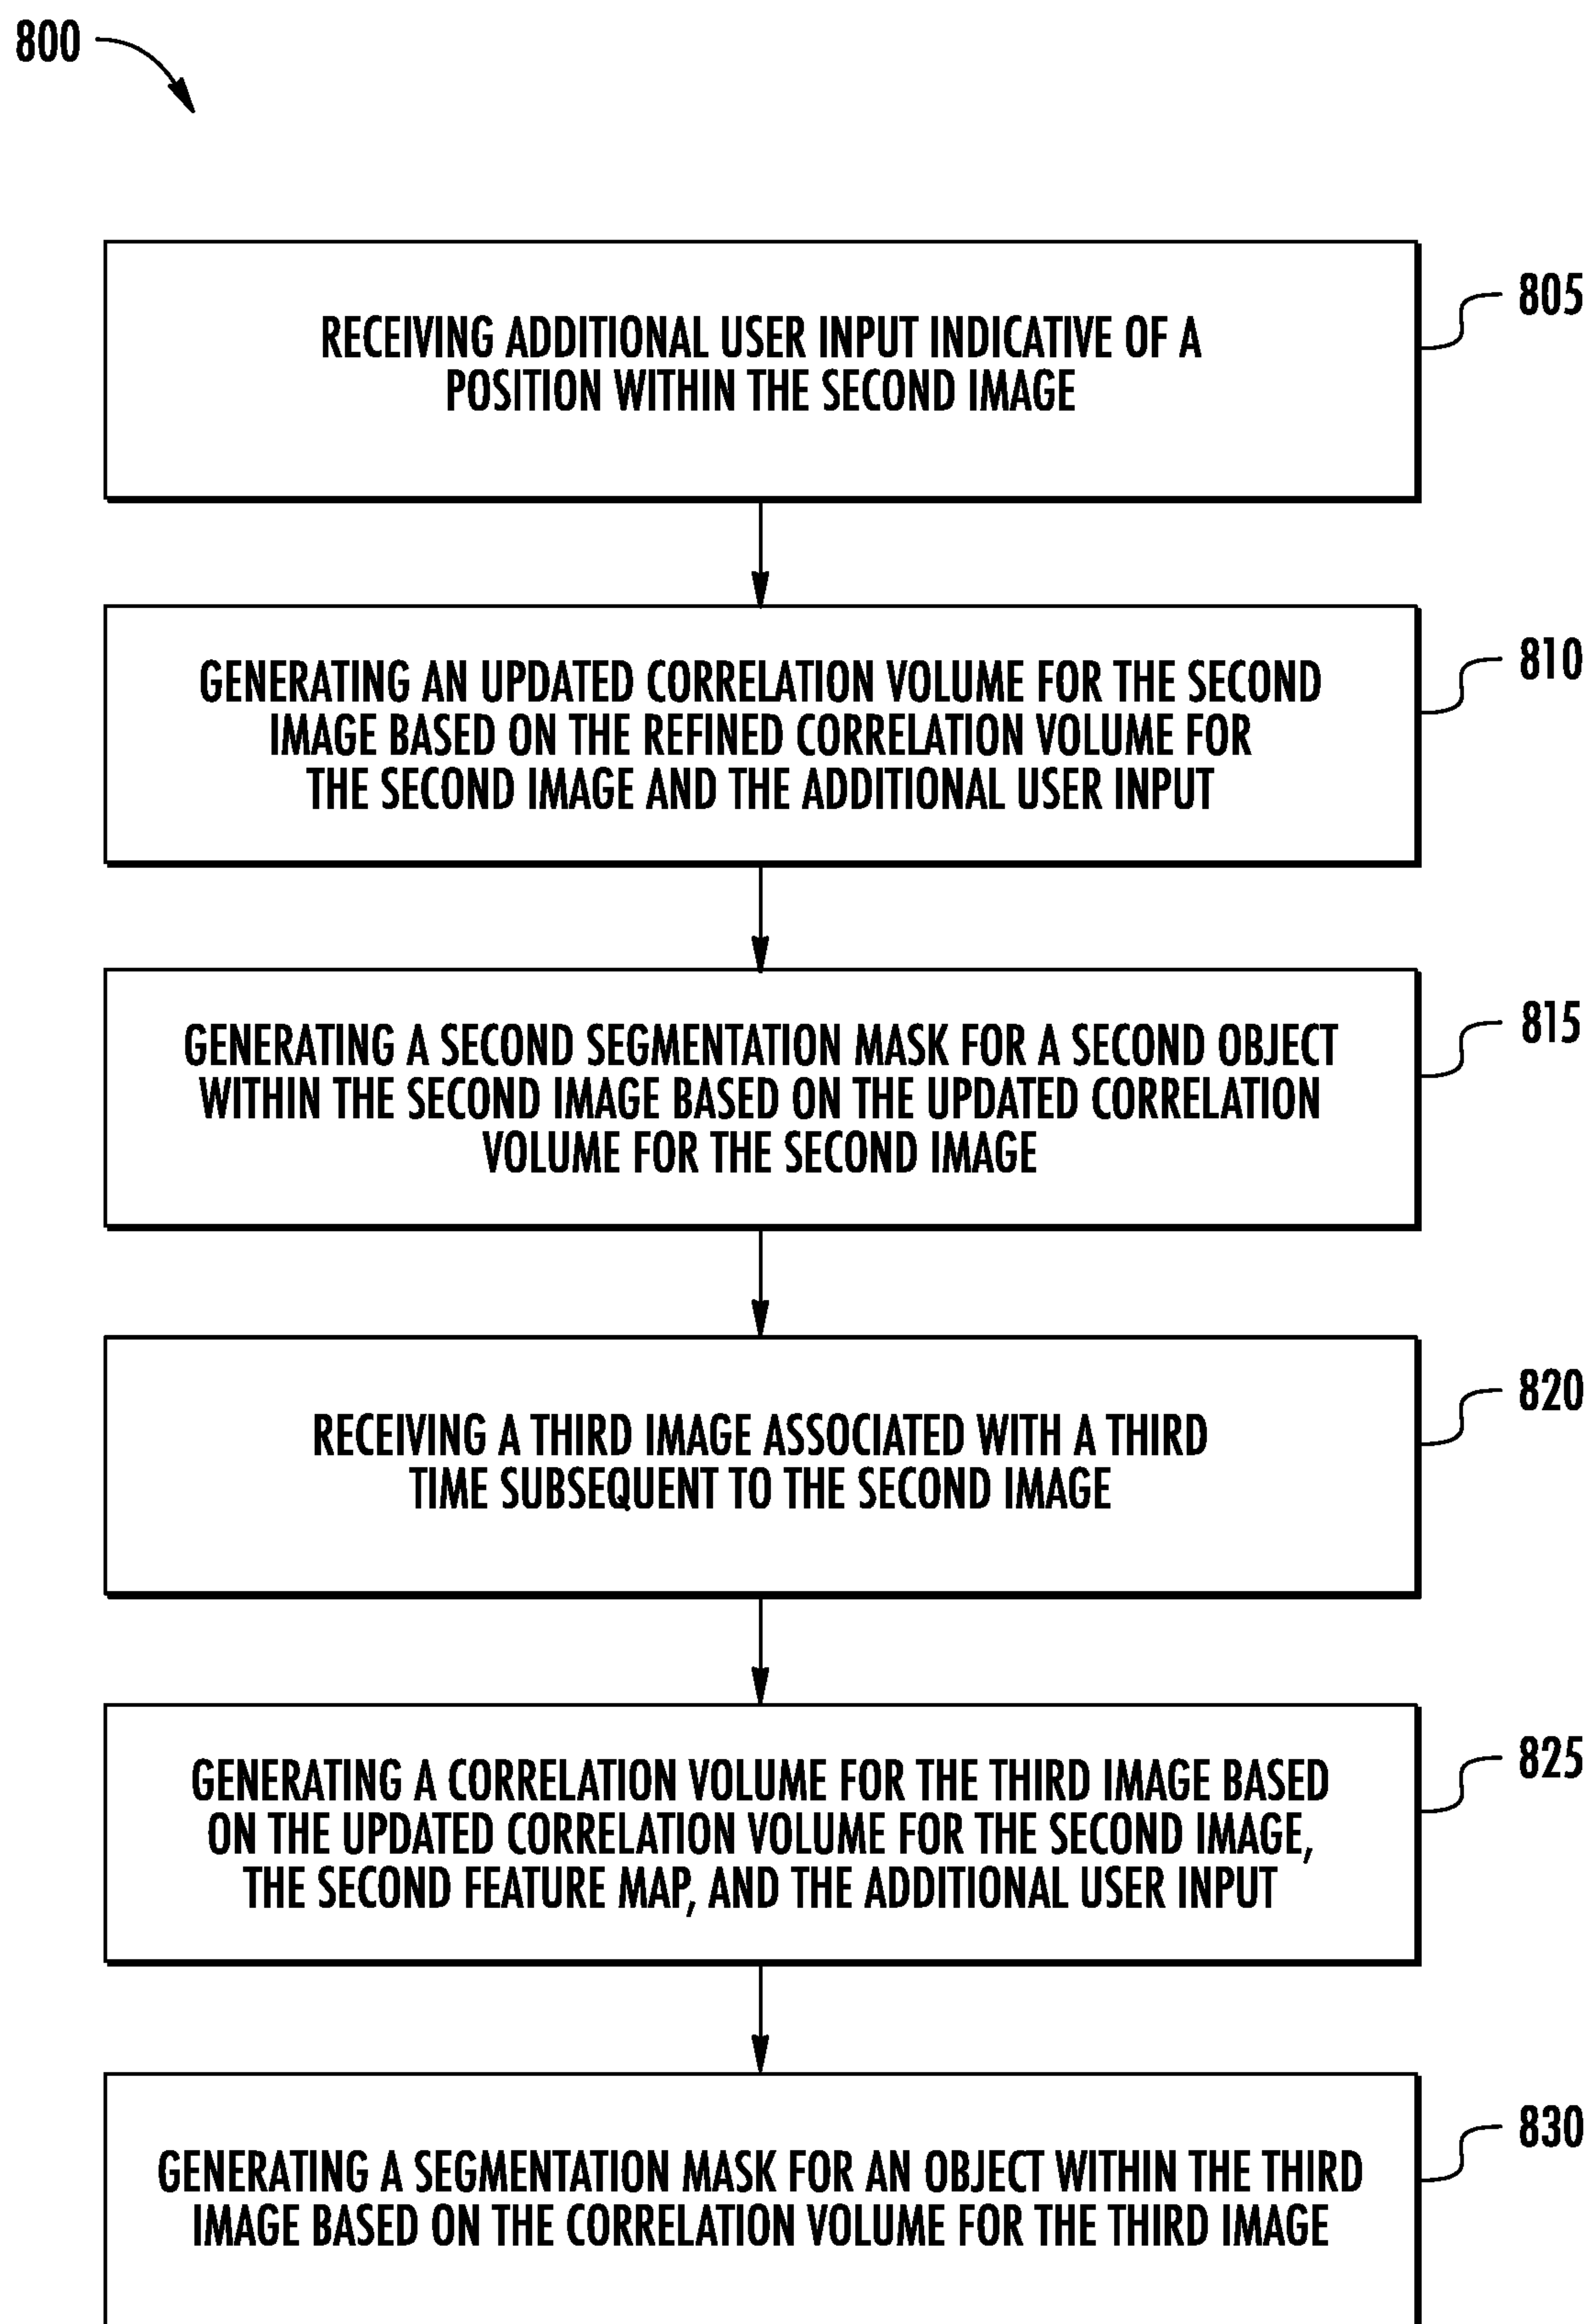 800
RECEIVING ADDITIONAL USER INPUT INDICATIVE OF A
POSITION WITHIN THE SECOND IMAGE
805
GENERATING AN UPDATED CORRELATION VOLUME FOR THE SECOND
IMAGE BASED ON THE REFINED CORRELATION VOLUME FOR
THE SECOND IMAGE AND THE ADDITIONAL USER INPUT
810
GENERATING A SECOND SEGMENTATION MASK FOR A SECOND OBJECT
WITHIN THE SECOND IMAGE BASED ON THE UPDATED CORRELATION
VOLUME FOR THE SECOND IMAGE
815
RECEIVING A THIRD IMAGE ASSOCIATED WITH A THIRD
TIME SUBSEQUENT TO THE SECOND IMAGE
820
GENERATING A CORRELATION VOLUME FOR THE THIRD IMAGE BASED
ON THE UPDATED CORRELATION VOLUME FOR THE SECOND IMAGE,
THE SECOND FEATURE MAP, AND THE ADDITIONAL USER INPUT
825
GENERATING A SEGMENTATION MASK FOR AN OBJECT WITHIN THE THIRD
IMAGE BASED ON THE CORRELATION VOLUME FOR THE THIRD IMAGE
830